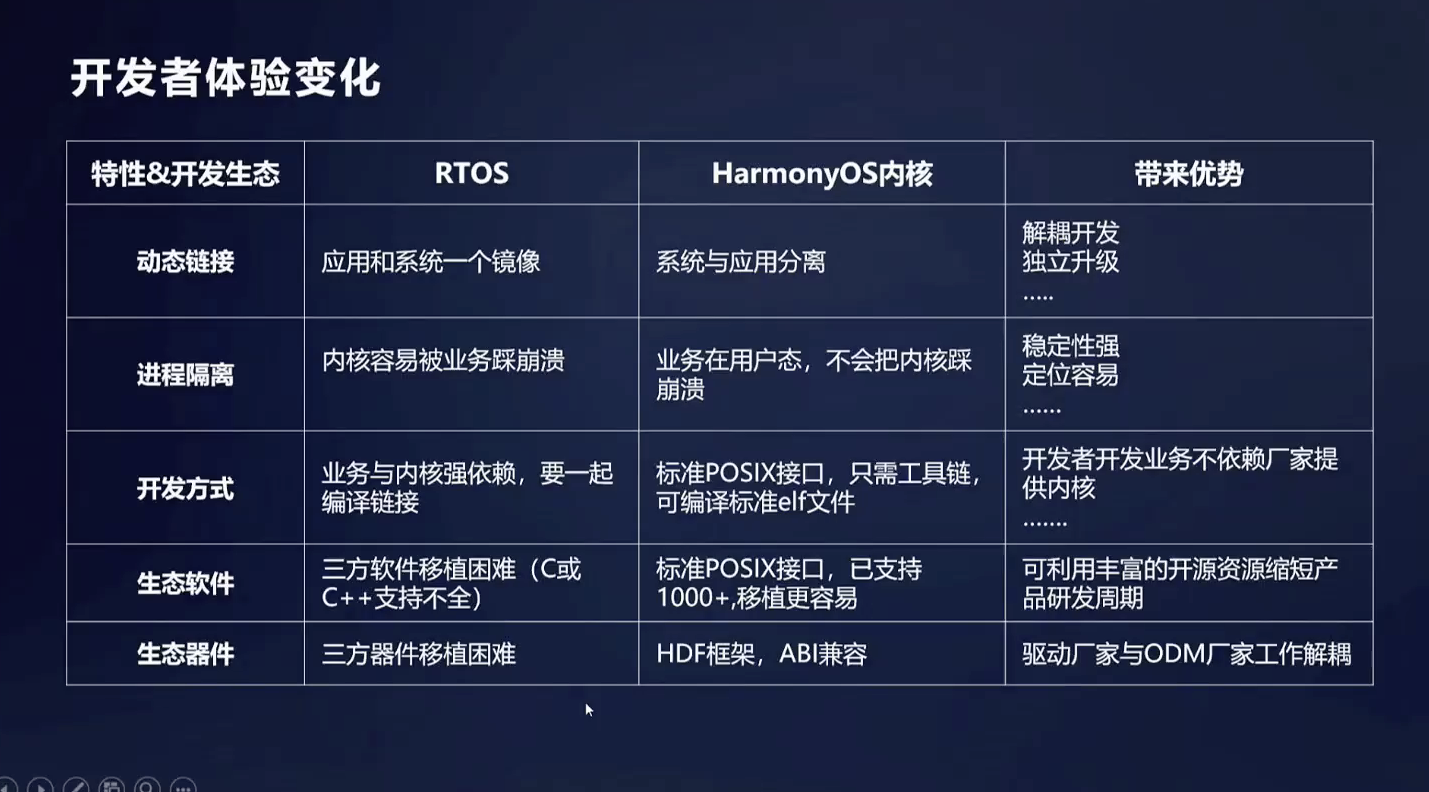 开发者体验变化
特性&开发生态
RTOS
HarmonyOS内核
带来优势
动态链接
应用和系统一个镜像
系统与应用分离
解耦开发
独立升级
.....
进程隔离
内核容易被业务踩崩溃
业务在用户态，不会把内核踩
崩溃
稳定性强
定位容易
......
开发方式
业务与内核强依赖，要一起
编译链接
标准POSIX接口，只需工具链，
可编译标准elf文件
开发者开发业务不依赖厂家提
供内核
.......
生态软件
三方软件移植困难（C或
C++支持不全）
标准POSIX接口，已支持
1000+,移植更容易
可利用丰富的开源资源缩短产
品研发周期
生态器件
三方器件移植困难
HDF框架，ABI兼容
驱动厂家与ODM厂家工作解耦